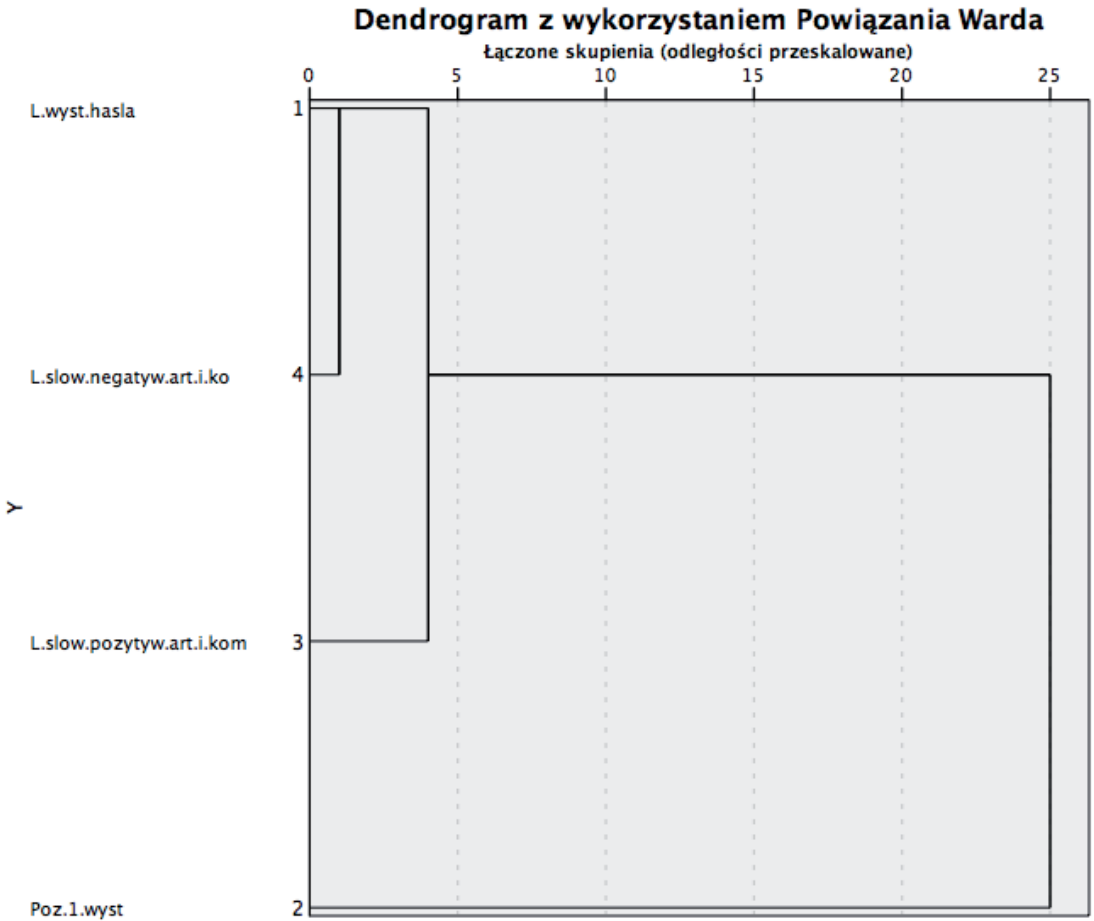 Dendrogram z wykorzystaniem Powiązania Warda
Łączone skupienia (odległości przeskalowane)
0 5 10 15 20 25
L.wyst.hasla 1
L.slow.negatyw.art.i.ko 4
Y
L.slow.pozytyw.art.i.kom 3
Poz.1.wyst 2